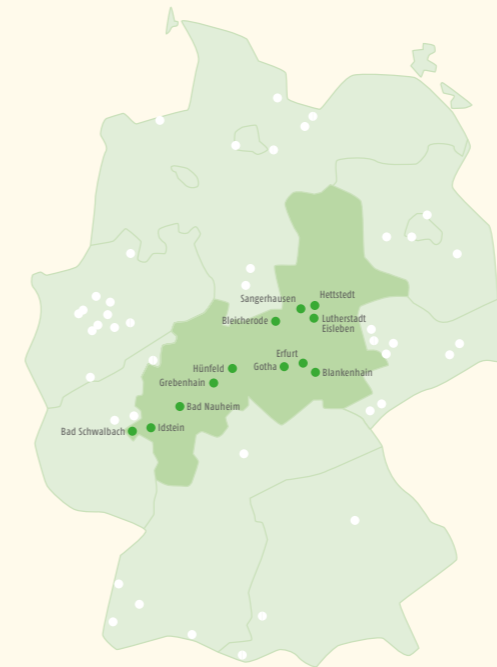 Hettstedt
Sangerhausen
Lutherstadt
Eisleben
Bleicherode
Erfurt
Gotha
Hünfeld
Blankenhain
Grebenhain
Bad Nauheim
Idstein
Bad Schwalbach